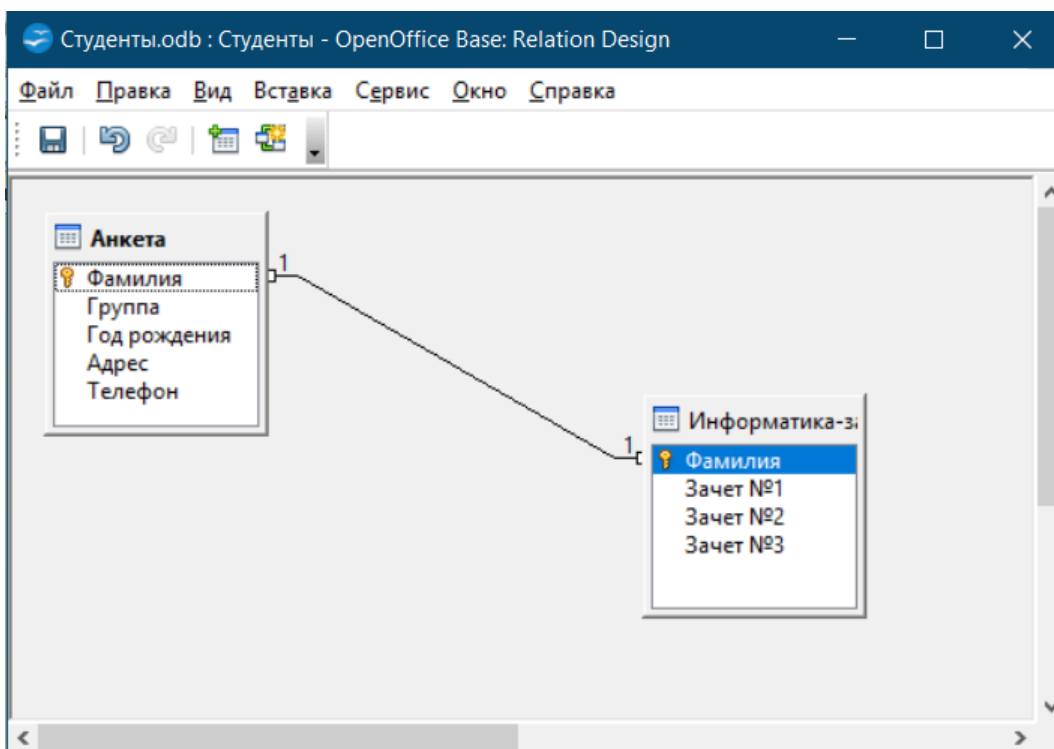 Студенты.odb : Студенты - OpenOffice Base: Relation Design
Файл Правка Вид Вставка Сервис Окно Справка
Анкета
Фамилия
Группа
Год рождения
Адрес
Телефон
1
1
Информатика-за
Фамилия
Зачет №1
Зачет №2
Зачет №3